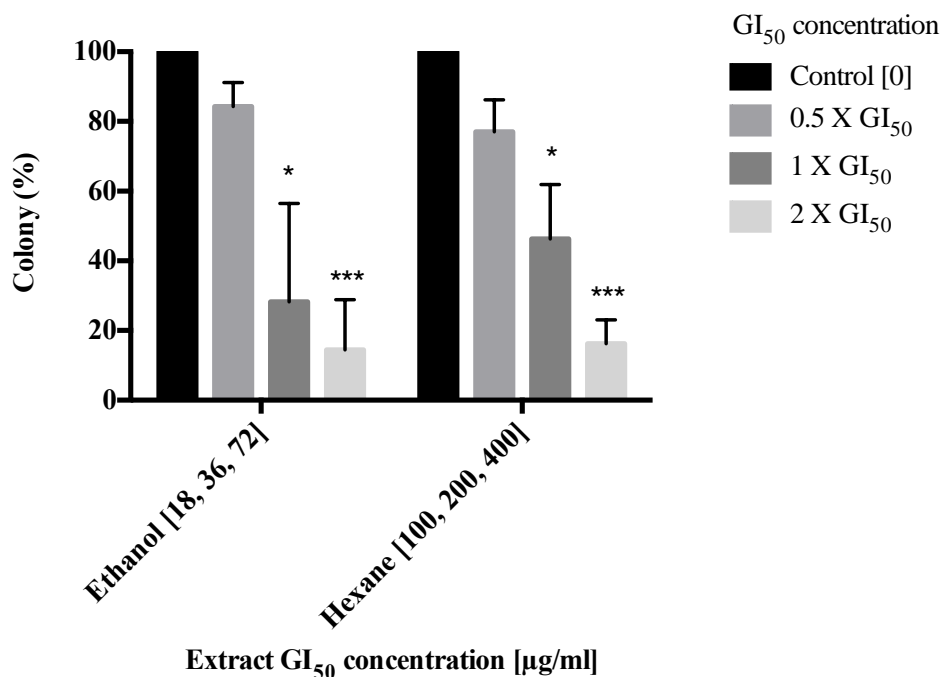 GI50 concentration
Control [0]
0.5 X GI50
1 X GI50
2 X GI50
Colony (%)
100
80
60
40
20
0
*
***
*
***
Ethanol [18, 36, 72]
Hexane [100, 200, 400]
Extract GI50 concentration [µg/ml]